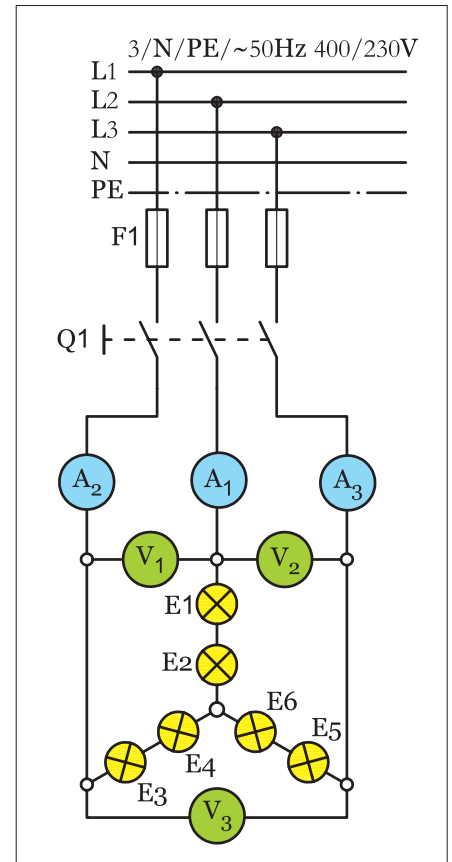 3/N/PE/~50Hz 400/230V
L1
L2
L3
N
PE
F1
Q1
A2 A1 A3
V1 V2
E1
E2
E6
E4 E5
E3
V3